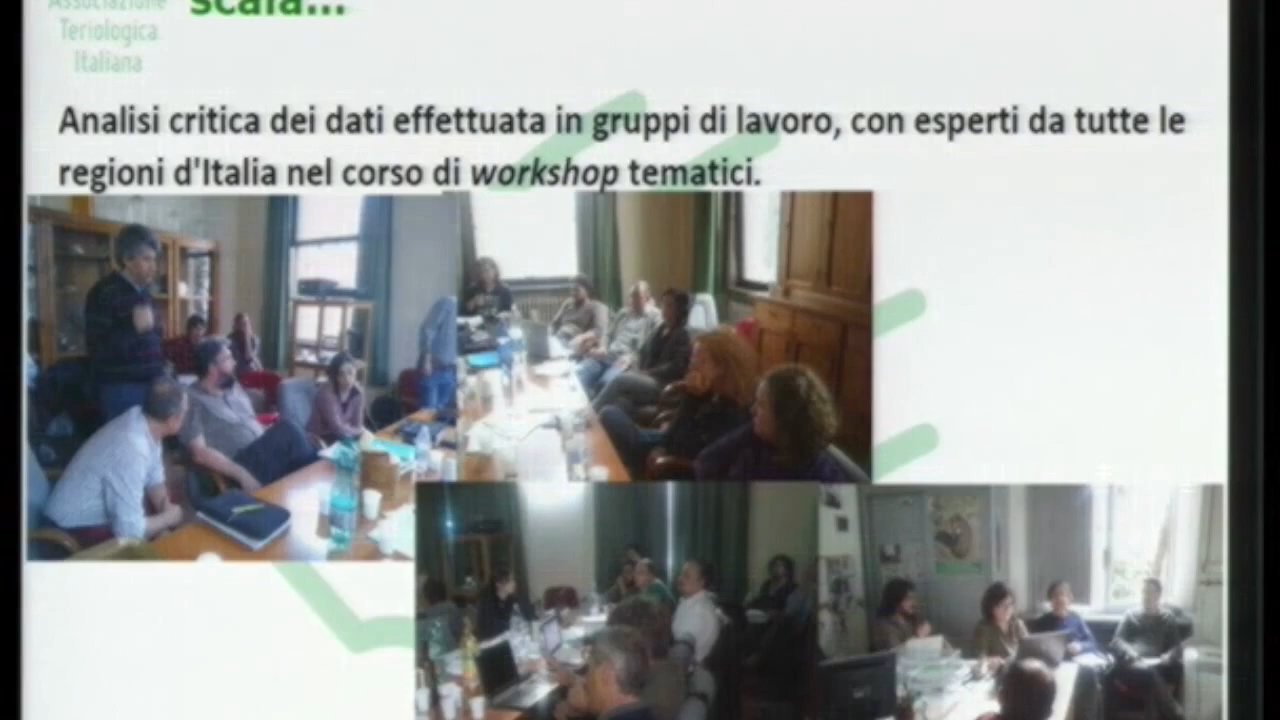 Associazione
Teriologica
Italiana
scala...
Analisi critica dei dati effettuata in gruppi di lavoro, con esperti da tutte le
regioni d'Italia nel corso di workshop tematici.